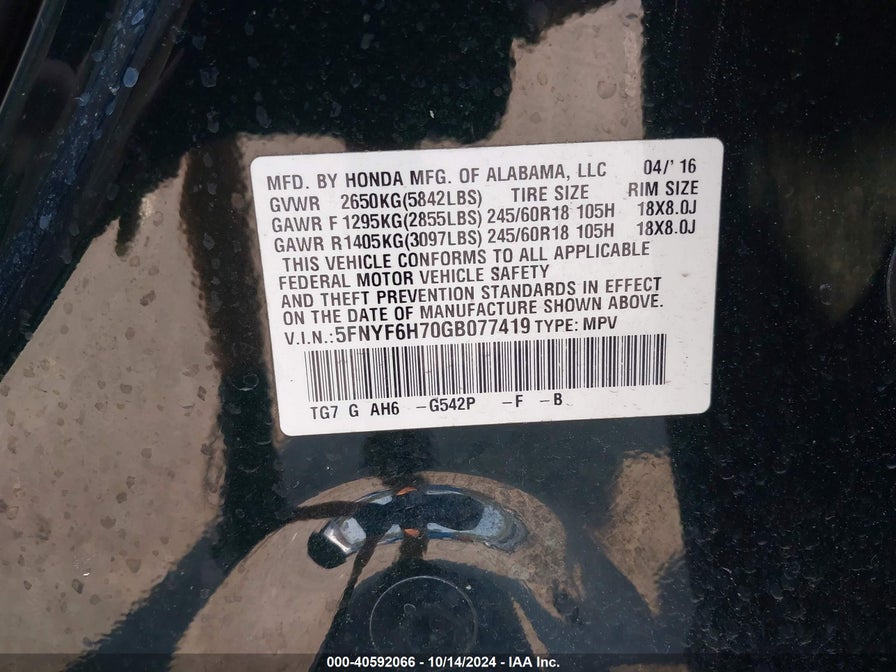 MFD. BY HONDA MFG. OF ALABAMA, LLC 04/' 16
GVWR 2650KG(5842LBS) TIRE SIZE RIM SIZE
GAWR F 1295KG(2855LBS) 245/60R18 105H 18X8.0J
GAWR R1405KG(3097LBS) 245/60R18 105H 18X8.0J
THIS VEHICLE CONFORMS TO ALL APPLICABLE
FEDERAL MOTOR VEHICLE SAFETY
AND THEFT PREVENTION STANDARDS IN EFFECT
ON THE DATE OF MANUFACTURE SHOWN ABOVE.
V.I.N.:5FNYF6H70GB077419 TYPE: MPV
TG7 G AH6 -G542P -F -B
000-40592066 - 10/14/2024 - IAA Inc.